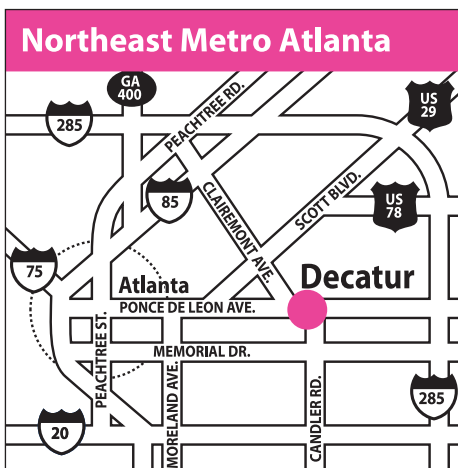 Northeast Metro Atlanta
GA
400
US
29
285
PEACHTREE RD.
85
CLAIREMONT AVE.
SCOTT BLVD.
US
78
75
Atlanta
Decatur
PONCE DE LEON AVE.
PEACHTREE ST.
MEMORIAL DR.
MORELAND AVE.
CANDLER RD.
285
20